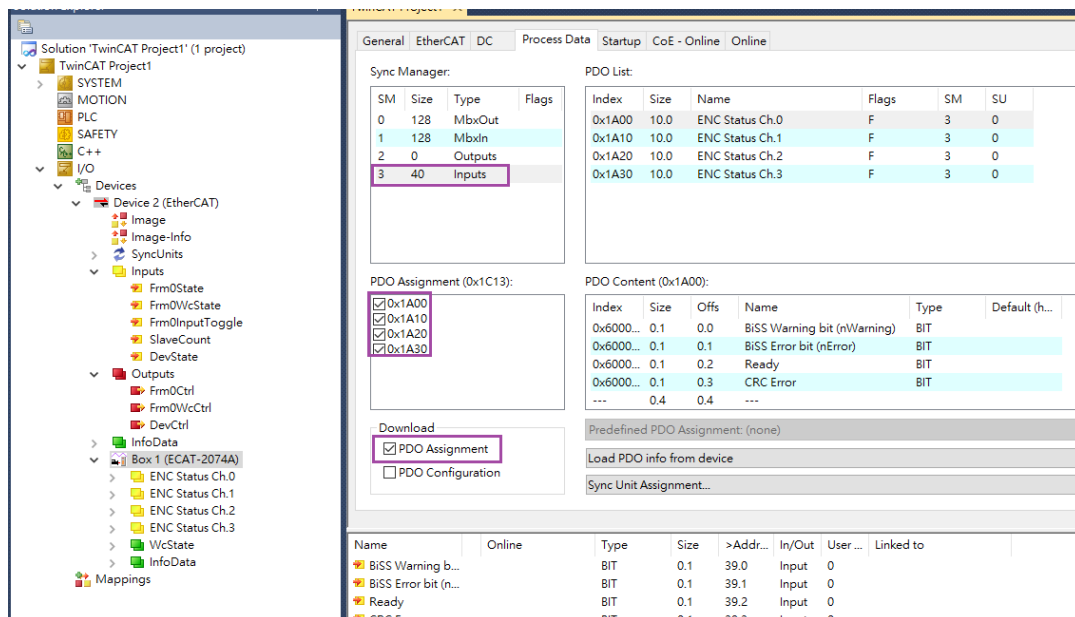 TwinCAT Project1
Solution 'TwinCAT Project1' (1 project)
TwinCAT Project1
SYSTEM
MOTION
PLC
SAFETY
C++
I/O
Devices
Device 2 (EtherCAT)
Image
Image-Info
SyncUnits
Inputs
Frm0State
Frm0WcState
Frm0InputToggle
SlaveCount
DevState
Outputs
Frm0Ctrl
Frm0WcCtrl
DevCtrl
InfoData
Box 1 (ECAT-2074A)
ENC Status Ch.0
ENC Status Ch.1
ENC Status Ch.2
ENC Status Ch.3
WcState
InfoData
Mappings
General EtherCAT DC Process Data Startup CoE - Online Online
Sync Manager:
SM Size Type Flags
0 128 MbxOut
1 128 MbxIn
2 0 Outputs
3 40 Inputs
PDO List:
Index Size Name Flags SM SU
0x1A00 10.0 ENC Status Ch.0 F 3 0
0x1A10 10.0 ENC Status Ch.1 F 3 0
0x1A20 10.0 ENC Status Ch.2 F 3 0
0x1A30 10.0 ENC Status Ch.3 F 3 0
PDO Assignment (0x1C13):
0x1A00
0x1A10
0x1A20
0x1A30
PDO Content (0x1A00):
Index Size Offs Name Type Default (h...
0x6000... 0.1 0.0 BiSS Warning bit (nWarning) BIT
0x6000... 0.1 0.1 BiSS Error bit (nError) BIT
0x6000... 0.1 0.2 Ready BIT
0x6000... 0.1 0.3 CRC Error BIT
--- 0.4 0.4 ---
Download
PDO Assignment
PDO Configuration
Predefined PDO Assignment: (none)
Load PDO info from device
Sync Unit Assignment...
Name Online Type Size >Addr... In/Out User ... Linked to
BiSS Warning b... BIT 0.1 39.0 Input 0
BiSS Error bit (n... BIT 0.1 39.1 Input 0
Ready BIT 0.1 39.2 Input 0